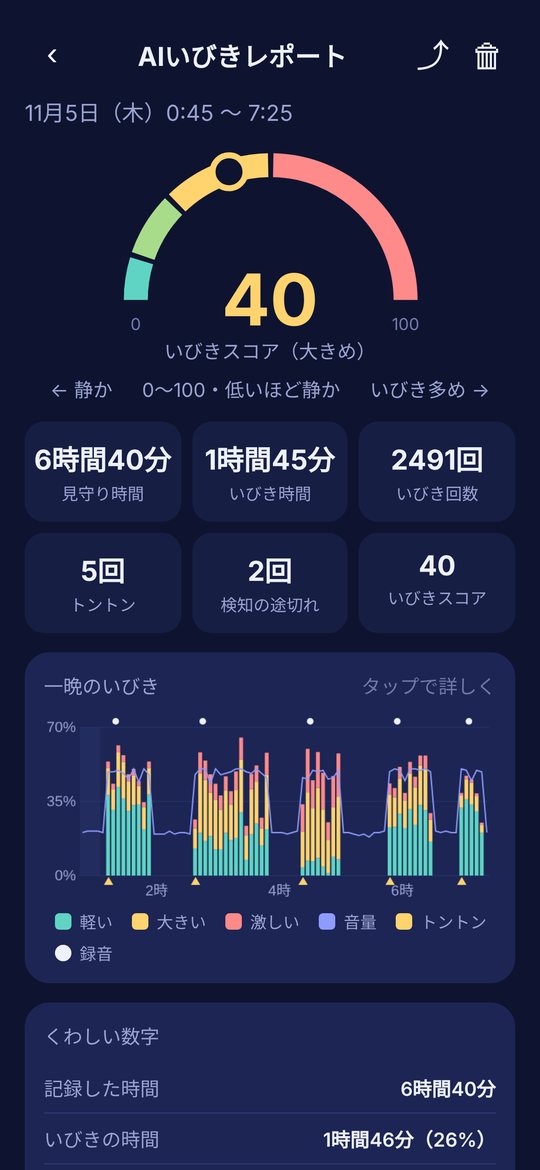 AIいびきレポート
11月5日（木）0:45 〜 7:25
40
0
100
いびきスコア（大きめ）
← 静か 0〜100・低いほど静か いびき多め →
6時間40分 1時間45分 2491回
見守り時間 いびき時間 いびき回数
5回 2回 40
トントン 検知の途切れ いびきスコア
一晩のいびき タップで詳しく
70%
35%
0%
2時 4時 6時
軽い 大きい 激しい 音量 トントン
録音
くわしい数字
記録した時間 6時間40分
いびきの時間 1時間46分（26%）